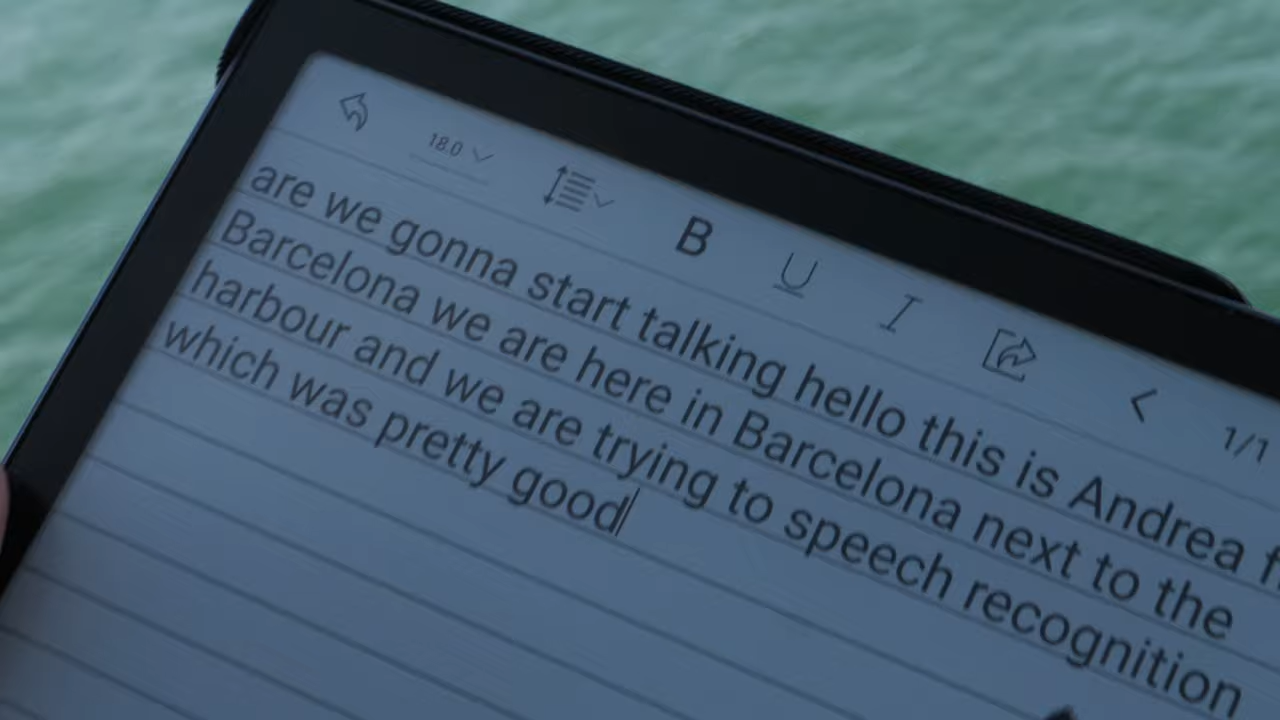 18.0
B U I
1/1
are we gonna start talking hello this is Andrea
Barcelona we are here in Barcelona next to the
harbour and we are trying to speech recognition
which was pretty good